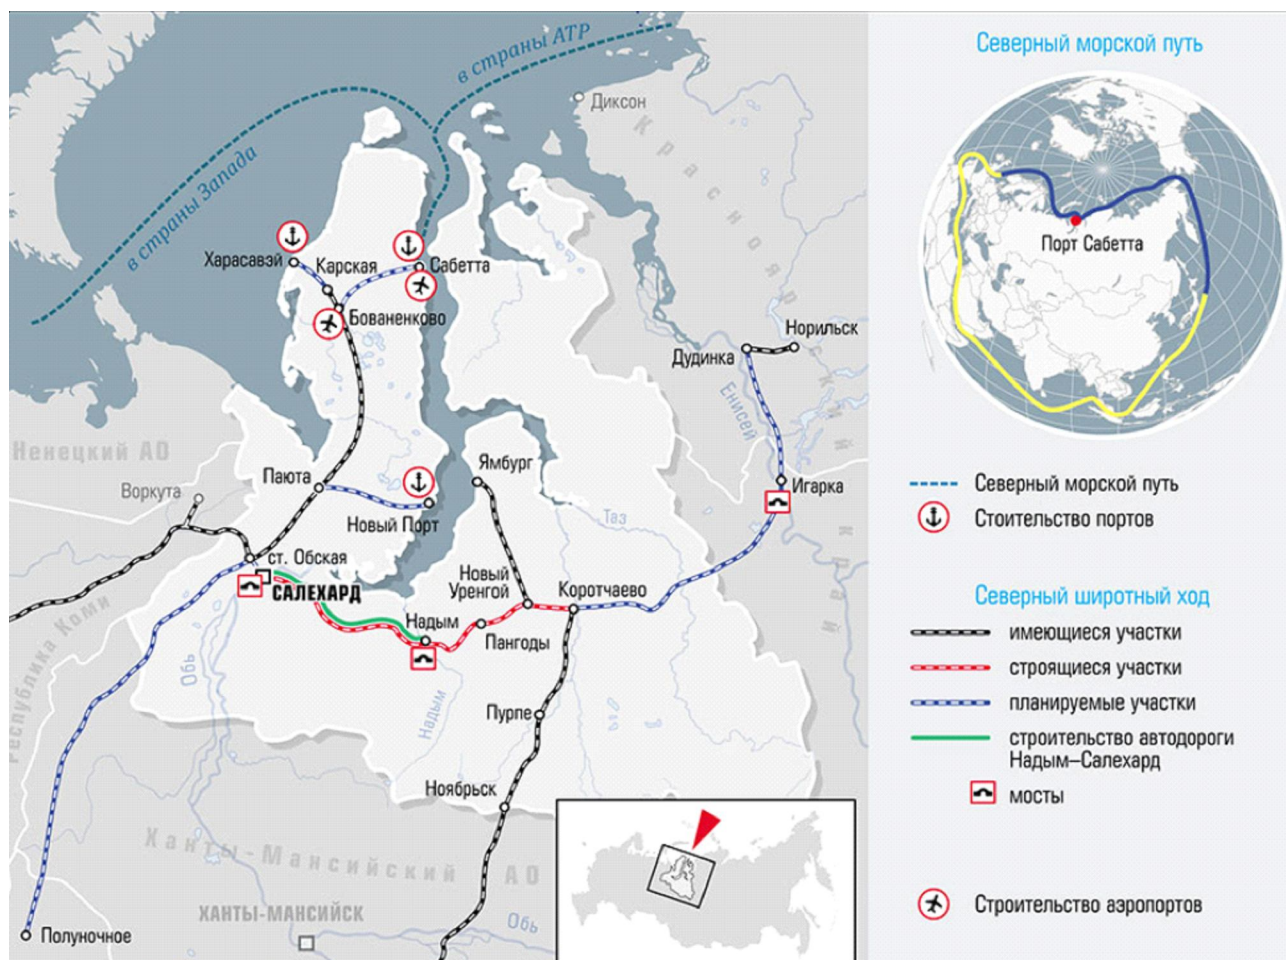 в страны АТР
в страны Запада
Диксон
Красноярский край
Харасавэй
Карская
Сабетта
Бованенково
Норильск
Дудинка
Енисей
Ненецкий АО
Воркута
Паюта
Новый Порт
Ямбург
Игарка
Таз
ст. Обская
САЛЕХАРД
Новый
Уренгой
Коротчаево
Надым
Пангоды
Республика Коми
Обь
Надым
Пурпе
Ноябрьск
Ханты-Мансийский АО
ХАНТЫ-МАНСИЙСК
Обь
Полуночное
Северный морской путь
Порт Сабетта
Северный морской путь
Стоительство портов
Северный широтный ход
имеющиеся участки
строящиеся участки
планируемые участки
строительство автодороги
Надым–Салехард
мосты
Строительство аэропортов